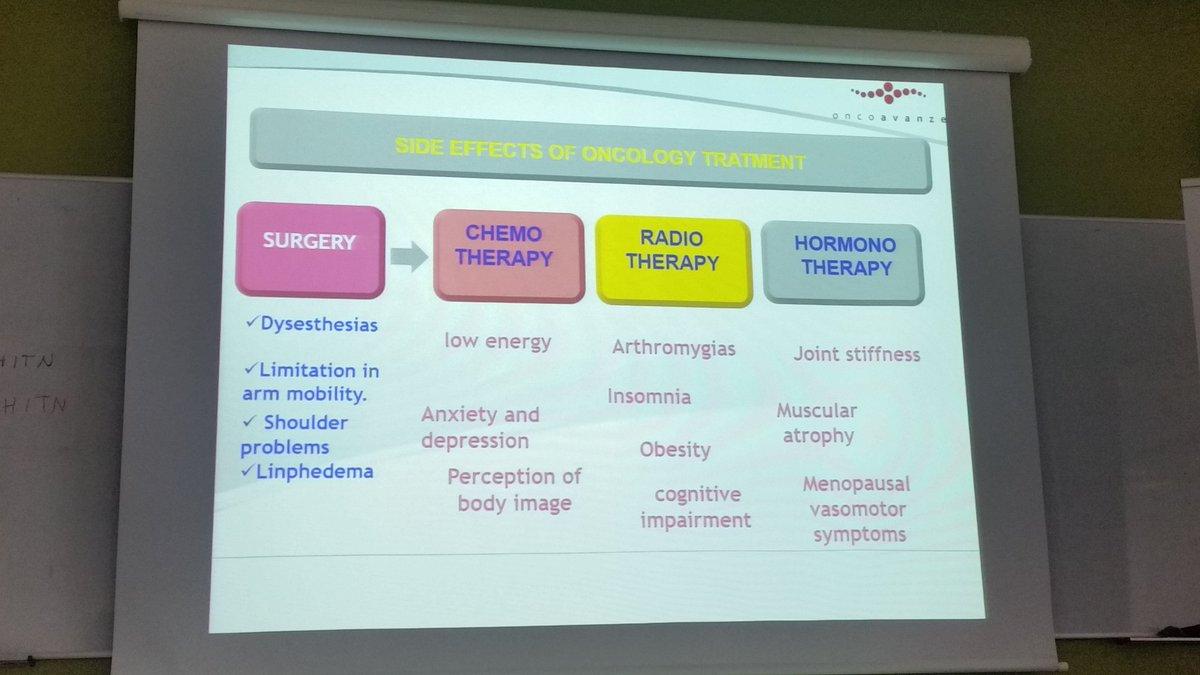 oncoavanze
SIDE EFFECTS OF ONCOLOGY TRATMENT
SURGERY
CHEMO
THERAPY
RADIO
THERAPY
HORMONO
THERAPY
✓Dysesthesias
✓Limitation in
arm mobility.
✓ Shoulder
problems
✓Linphedema
low energy
Anxiety and
depression
Perception of
body image
Arthromygias
Insomnia
Obesity
cognitive
impairment
Joint stiffness
Muscular
atrophy
Menopausal
vasomotor
symptoms
HITN
HITN